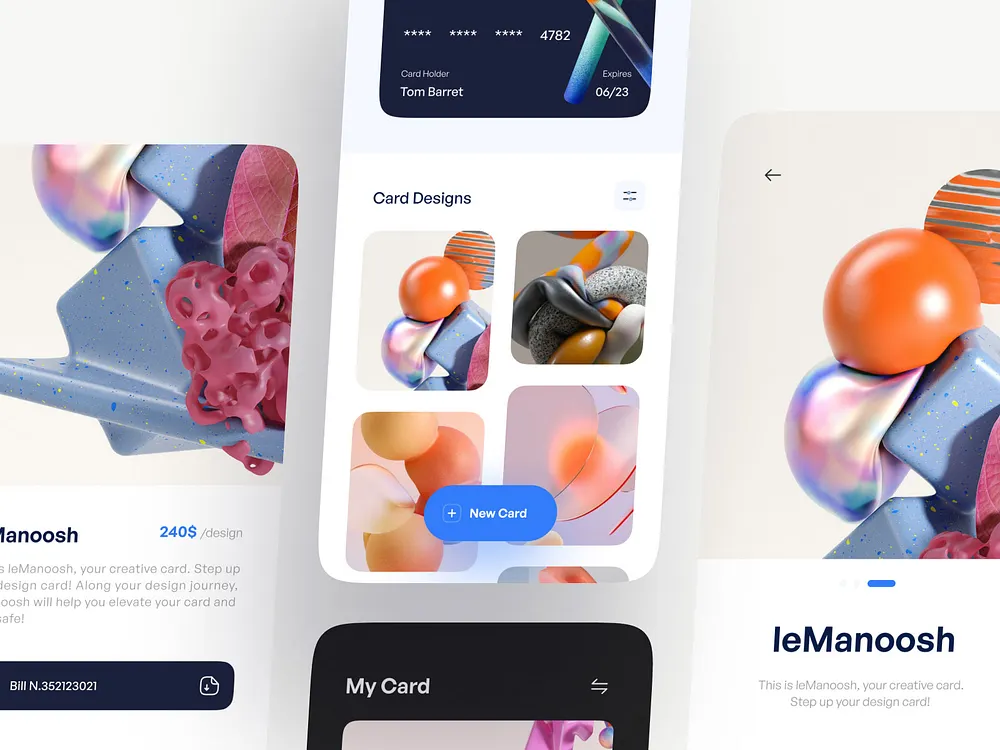 **** **** **** 4782
Card Holder
Expires
Tom Barret
06/23
Card Designs
New Card
Manoosh
240$ /design
s leManoosh, your creative card. Step up
design card! Along your design journey,
oosh will help you elevate your card and
safe!
Bill N.352123021
My Card
leManoosh
This is leManoosh, your creative card.
Step up your design card!